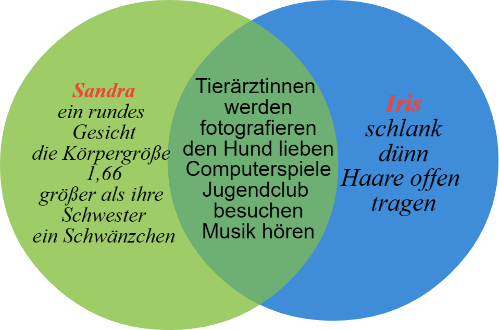 Sandra
ein rundes
Gesicht
die Körpergröße
1,66
größer als ihre
Schwester
ein Schwänzchen
Tierärztinnen
werden
fotografieren
den Hund lieben
Computerspiele
Jugendclub
besuchen
Musik hören
Iris
schlank
dünn
Haare offen
tragen